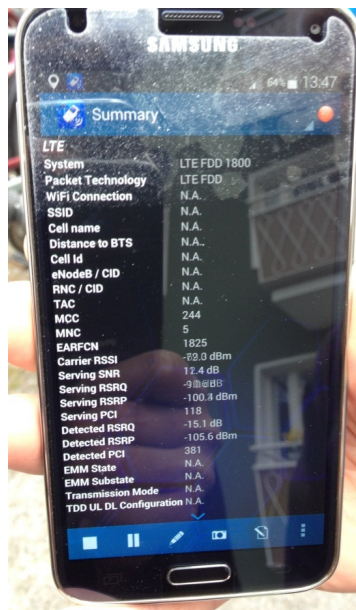 SAMSUNG
64% 13:47
Summary
LTE
System LTE FDD 1800
Packet Technology LTE FDD
WiFi Connection N.A.
SSID N.A.
Cell name N.A.
Distance to BTS N.A.
Cell Id N.A.
eNodeB / CID N.A.
RNC / CID N.A.
TAC N.A.
MCC 244
MNC 5
EARFCN 1825
Carrier RSSI dBm
Serving SNR 12.4 dB
Serving RSRQ dB
Serving RSRP dBm
Serving PCI 118
Detected RSRQ -15.1 dB
Detected RSRP -105.6 dBm
Detected PCI 381
EMM State N.A.
EMM Substate N.A.
Transmission Mode N.A.
TDD UL DL Configuration N.A.